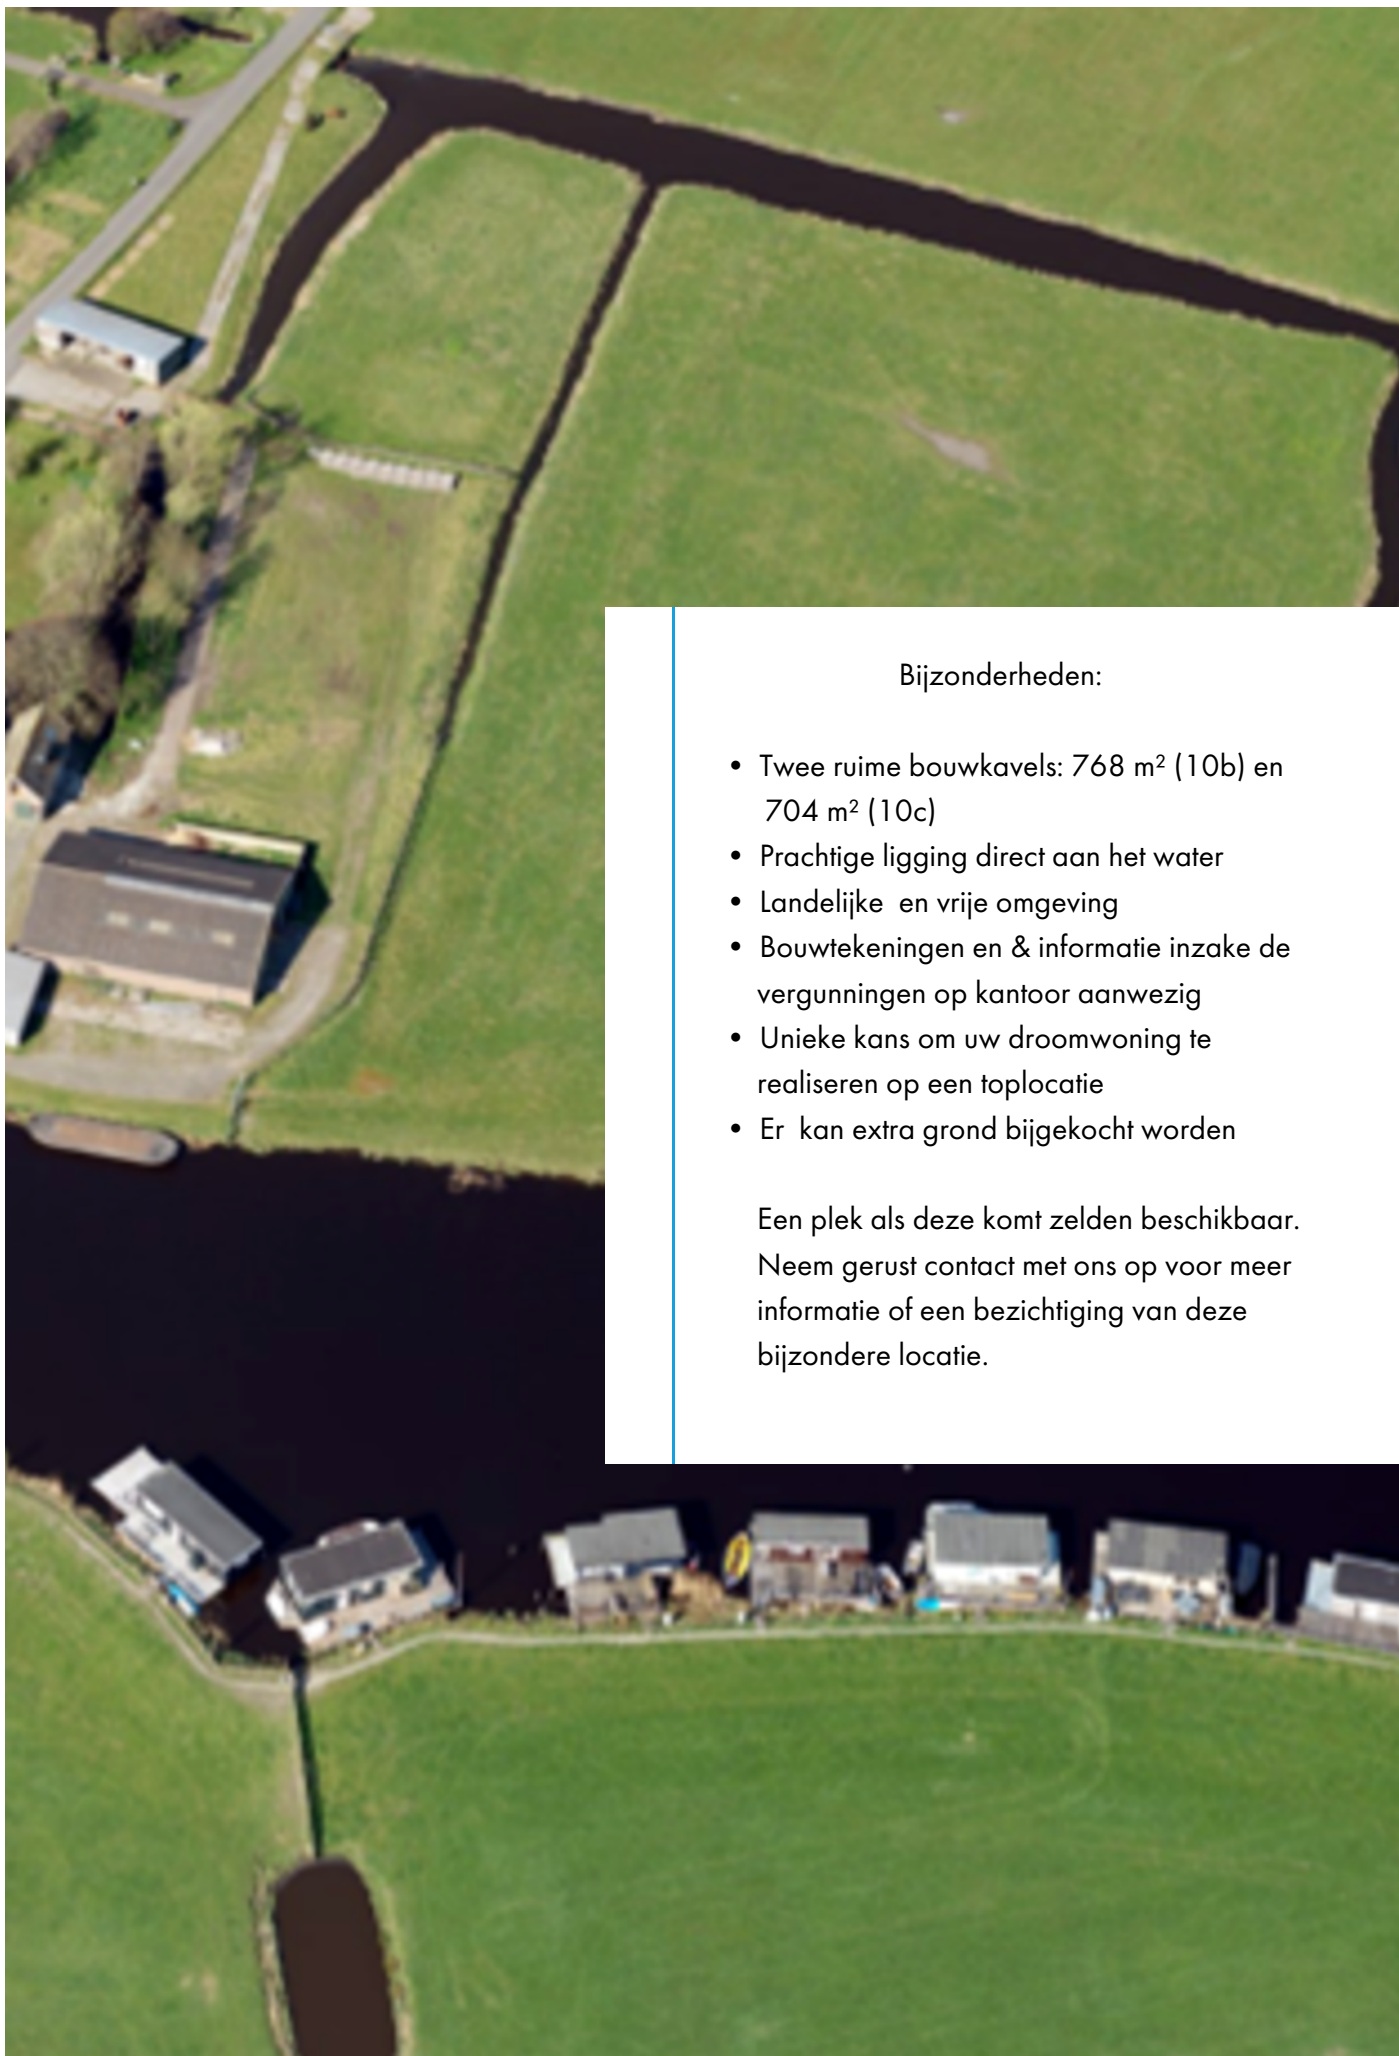 Bijzonderheden:
• Twee ruime bouwkavels: 768 m² (10b) en
704 m² (10c)
• Prachtige ligging direct aan het water
• Landelijke  en vrije omgeving
• Bouwtekeningen en & informatie inzake de
vergunningen op kantoor aanwezig
• Unieke kans om uw droomwoning te
realiseren op een toplocatie
• Er  kan extra grond bijgekocht worden
Een plek als deze komt zelden beschikbaar.
Neem gerust contact met ons op voor meer
informatie of een bezichtiging van deze
bijzondere locatie.